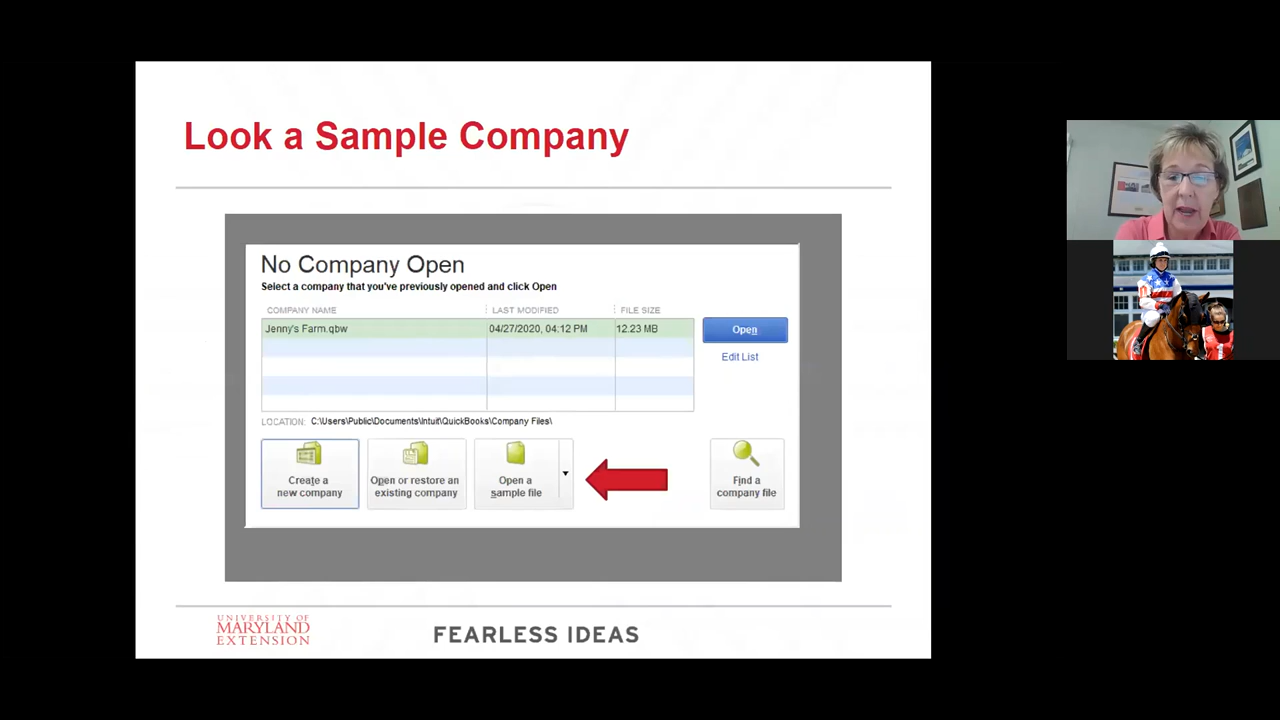 Look a Sample Company
No Company Open
Select a company that you've previously opened and click Open
COMPANY NAME LAST MODIFIED FILE SIZE
Jenny's Farm.qbw 04/27/2020, 04:12 PM 12.23 MB
Open
Edit List
LOCATION: C:\Users\Public\Documents\Intuit\QuickBooks\Company Files\
Create a
new company
Open or restore an
existing company
Open a
sample file
Find a
company file
UNIVERSITY OF
MARYLAND
EXTENSION
FEARLESS IDEAS